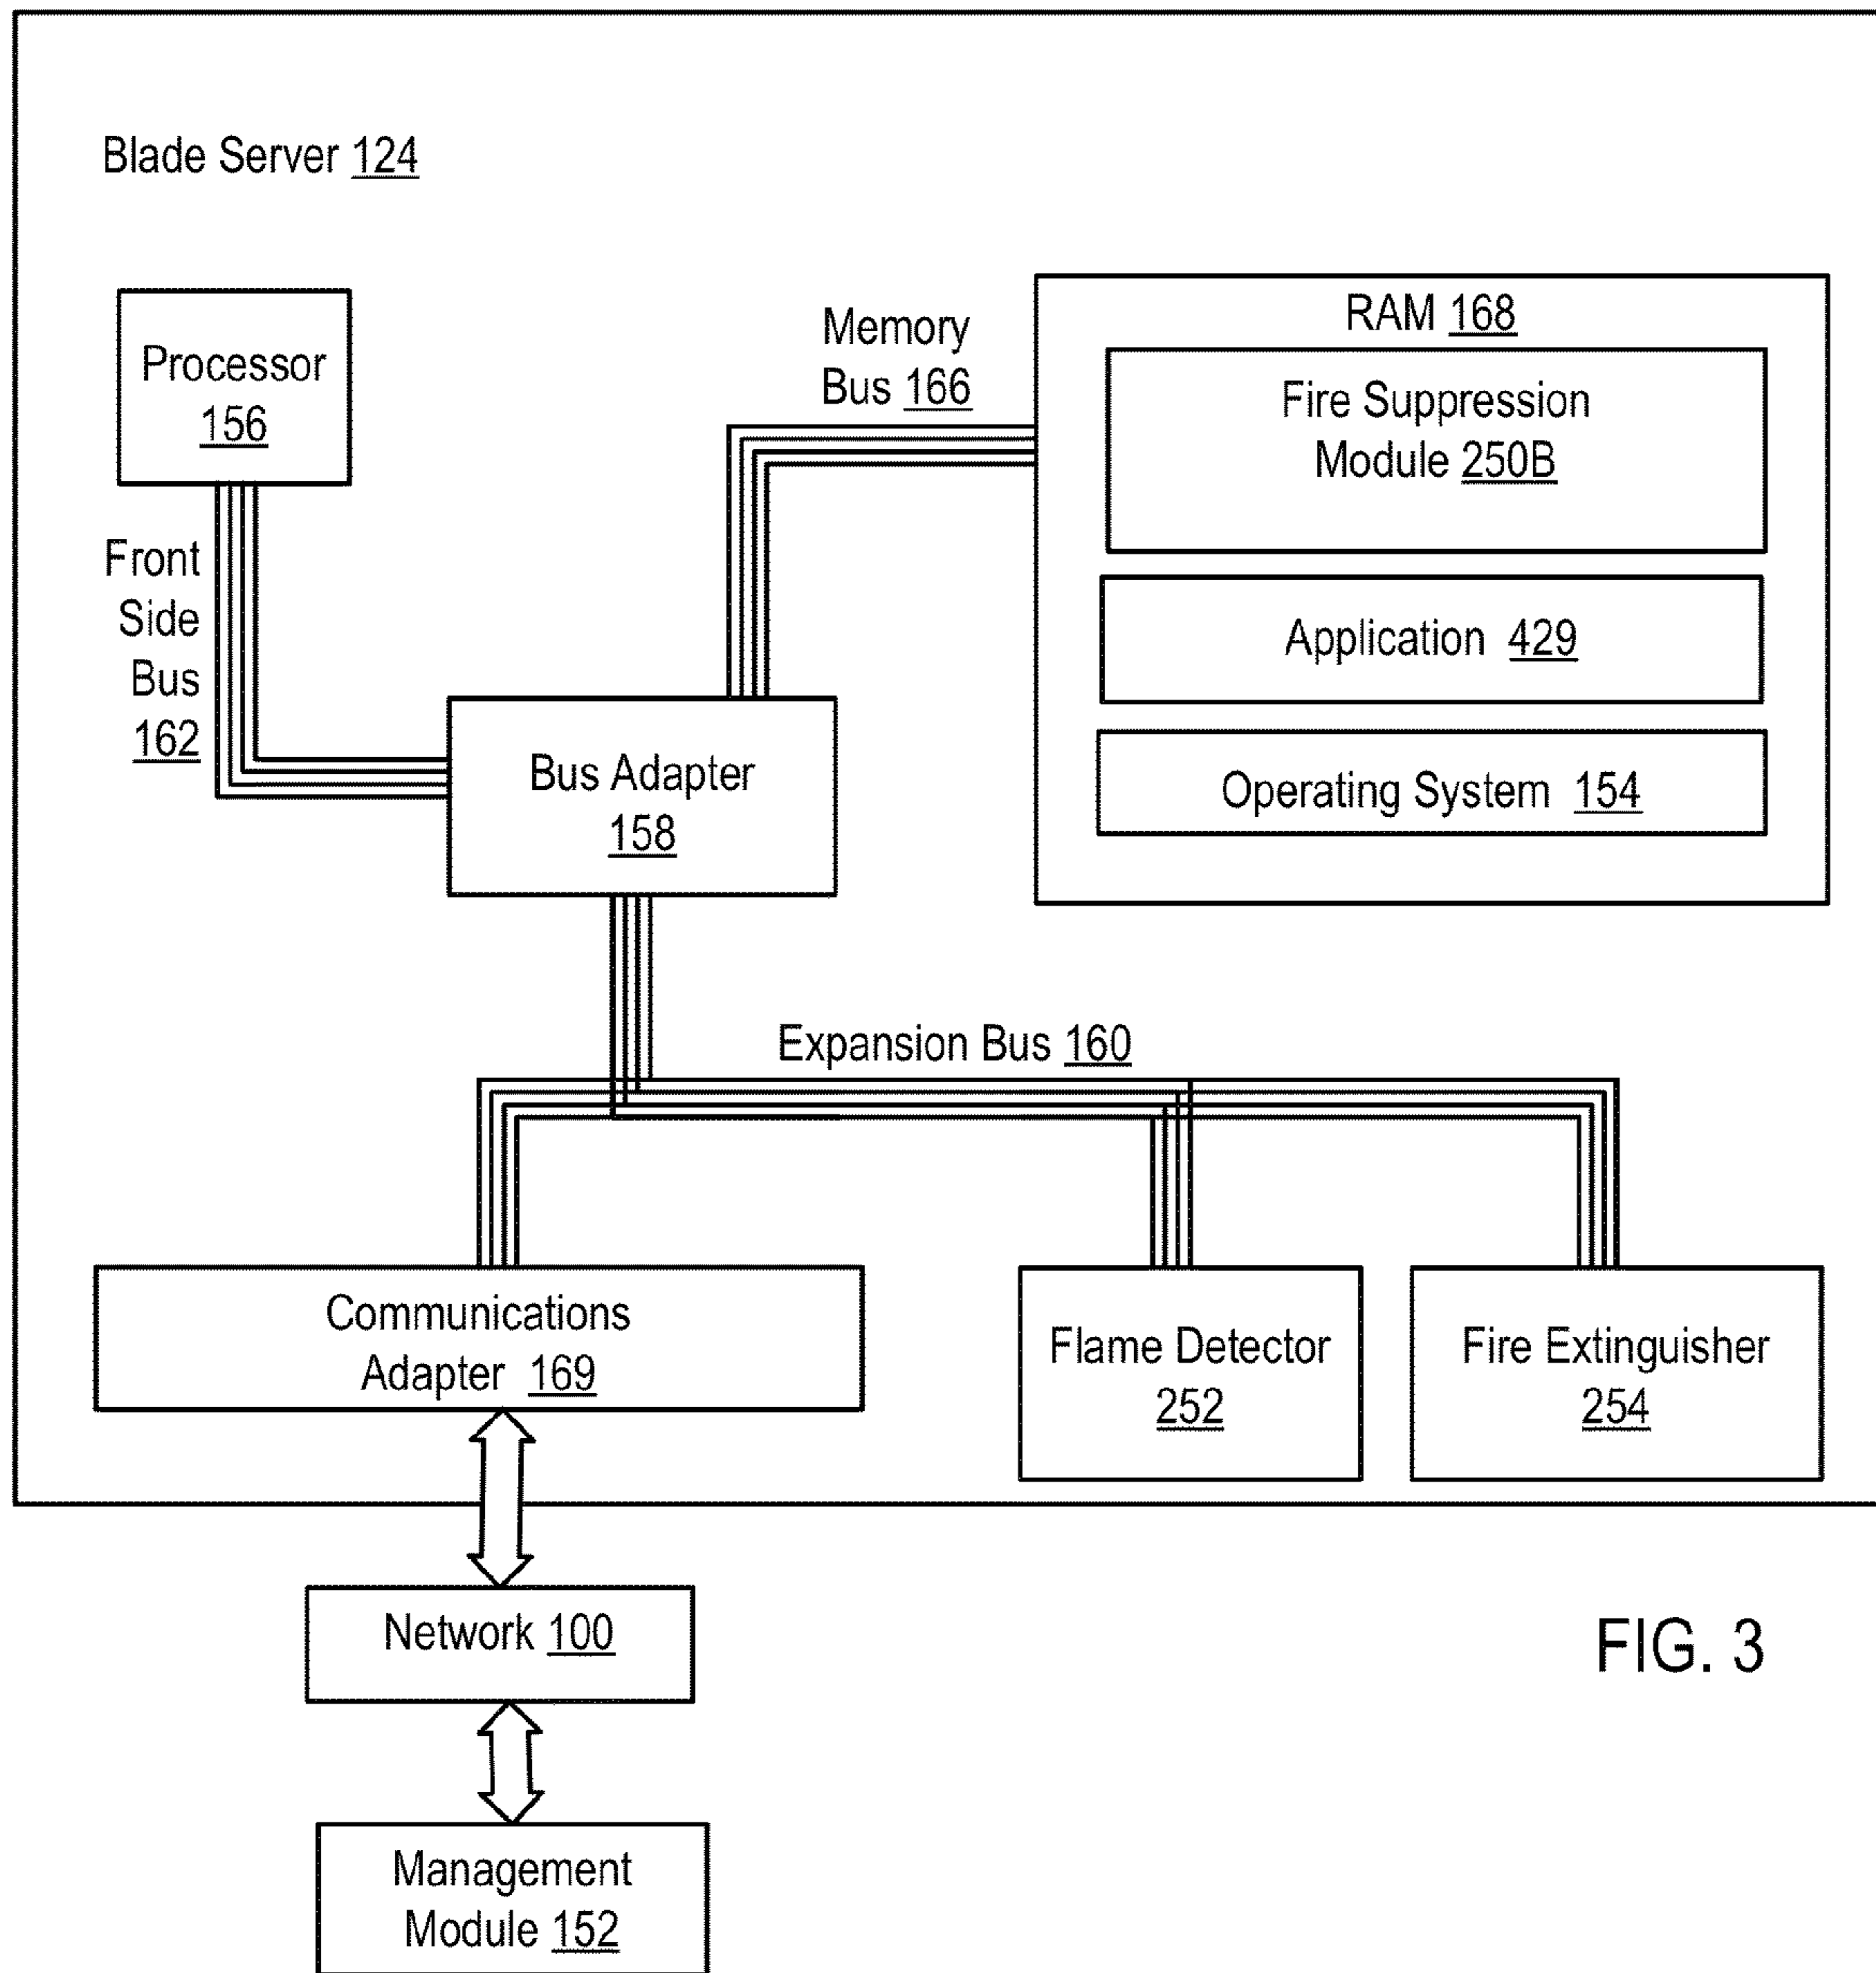 Blade Server 124
Processor
156
Memory
Bus 166
RAM 168
Fire Suppression
Module 250B
Application 429
Operating System 154
Front
Side
Bus
162
Bus Adapter
158
Expansion Bus 160
Communications
Adapter 169
Flame Detector
252
Fire Extinguisher
254
Network 100
Management
Module 152
FIG. 3